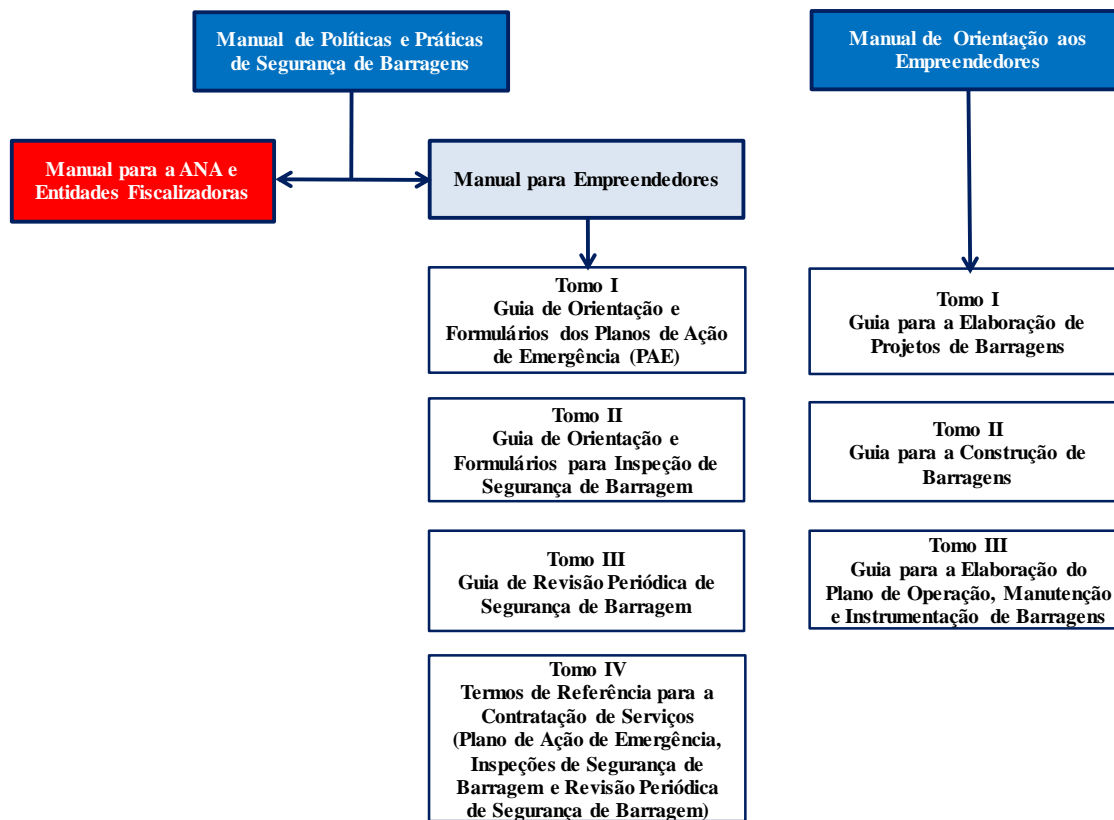 Manual de Políticas e Práticas
de Segurança de Barragens
Manual de Orientação aos
Empreendedores
Manual para a ANA e
Entidades Fiscalizadoras
Manual para Empreendedores
Tomo I
Guia de Orientação e
Formulários dos Planos de Ação
de Emergência (PAE)
Tomo II
Guia de Orientação e
Formulários para Inspeção de
Segurança de Barragem
Tomo III
Guia de Revisão Periódica de
Segurança de Barragem
Tomo IV
Termos de Referência para a
Contratação de Serviços
(Plano de Ação de Emergência,
Inspeções de Segurança de
Barragem e Revisão Periódica
de Segurança de Barragem)
Tomo I
Guia para a Elaboração de
Projetos de Barragens
Tomo II
Guia para a Construção de
Barragens
Tomo III
Guia para a Elaboração do
Plano de Operação, Manutenção
e Instrumentação de Barragens